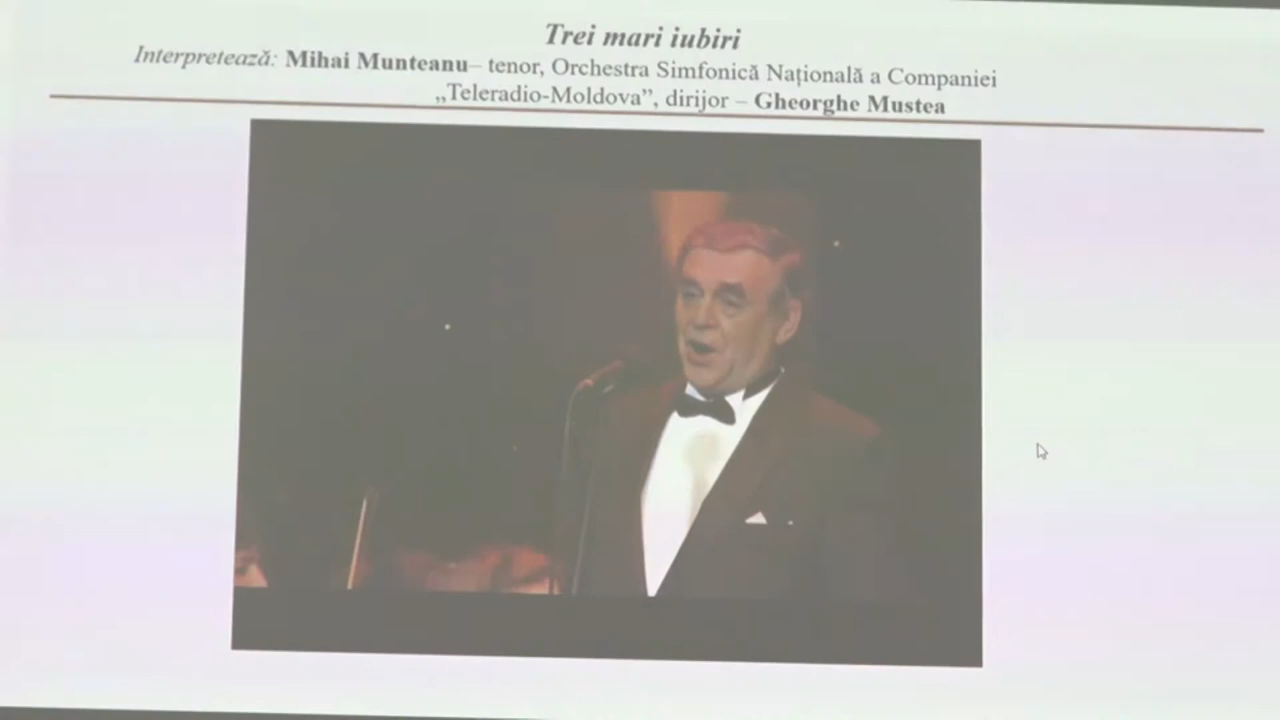 Trei mari iubiri
Interpretează: Mihai Munteanu– tenor, Orchestra Simfonică Națională a Companiei
„Teleradio-Moldova”, dirijor – Gheorghe Mustea